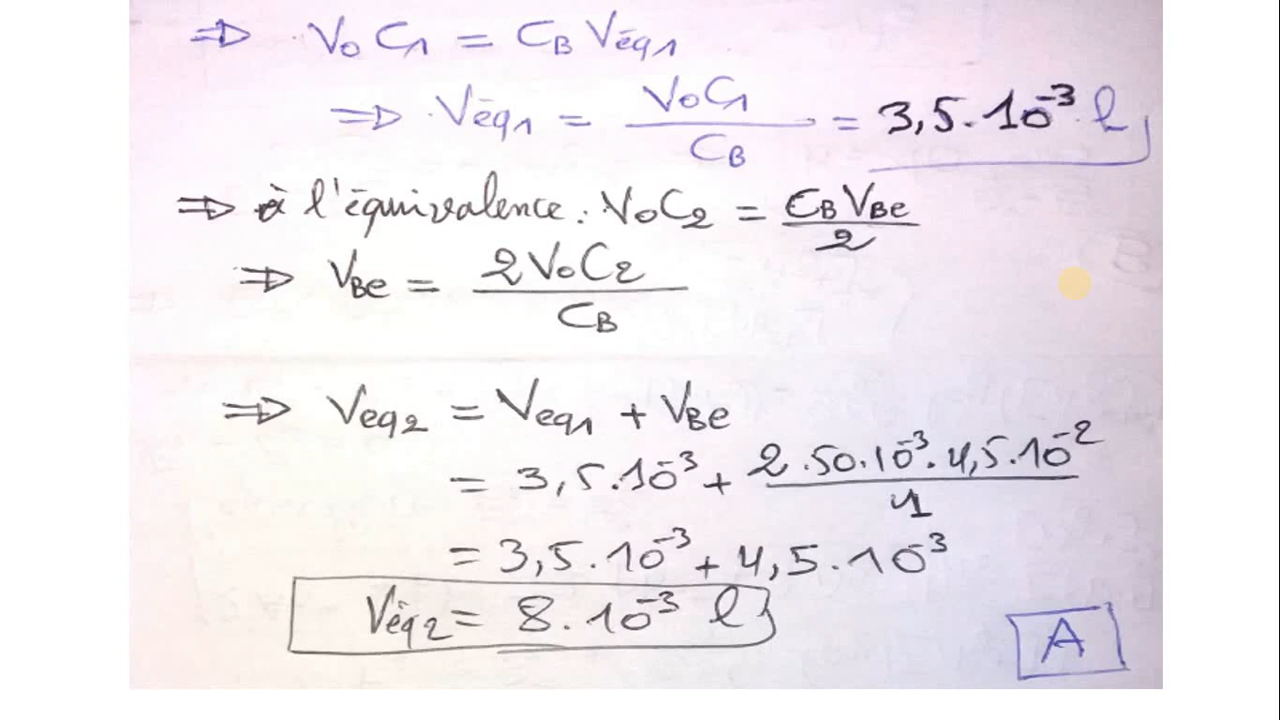 ⇒ V₀C₁ = C_B Véq₁
⇒ Véq₁ = V₀C₁ / C_B = 3,5.10⁻³ l
⇒ à l'équivalence : V₀C₂ = C_B V_Be / 2
⇒ V_Be = 2V₀C₂ / C_B
⇒ Veq₂ = Veq₁ + V_Be
= 3,5.10⁻³ + 2.50.10⁻³.4,5.10⁻² / 1
= 3,5.10⁻³ + 4,5.10⁻³
Véq₂ = 8.10⁻³ l
A